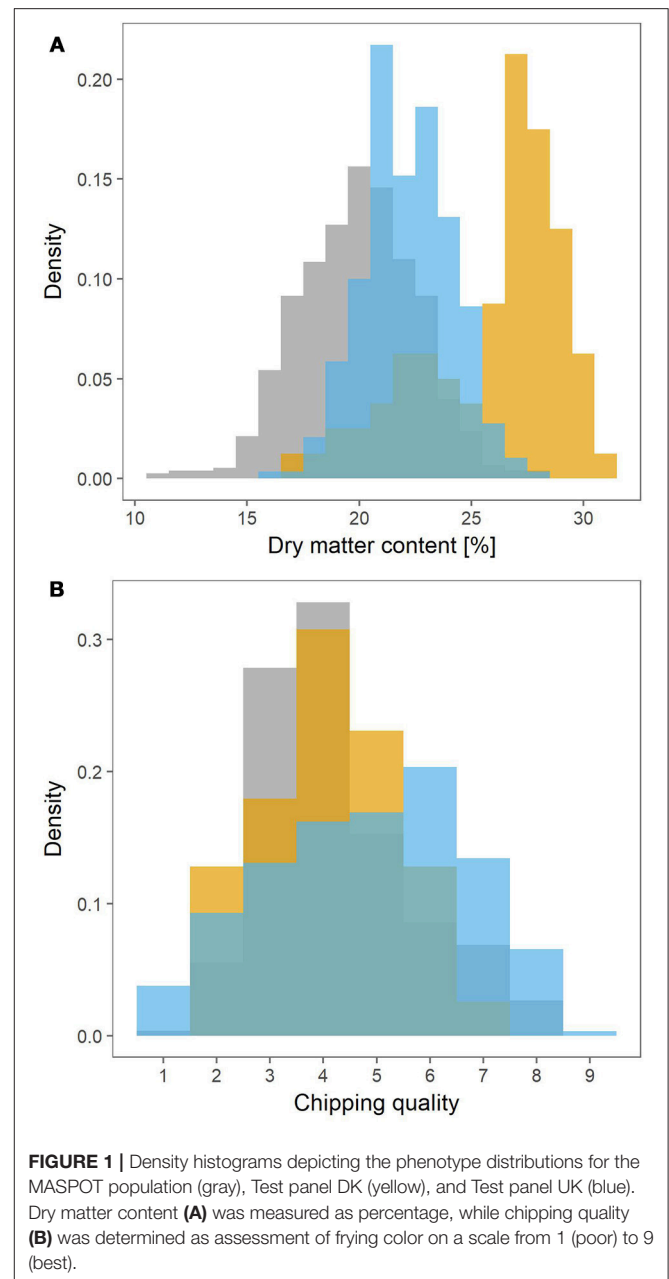 A
0.20
0.15
0.10
0.05
0.00
Density
10 15 20 25 30
Dry matter content [%]
B
0.3
0.2
0.1
0.0
Density
1 2 3 4 5 6 7 8 9
Chipping quality
FIGURE 1 | Density histograms depicting the phenotype distributions for the
MASPOT population (gray), Test panel DK (yellow), and Test panel UK (blue).
Dry matter content (A) was measured as percentage, while chipping quality
(B) was determined as assessment of frying color on a scale from 1 (poor) to 9
(best).